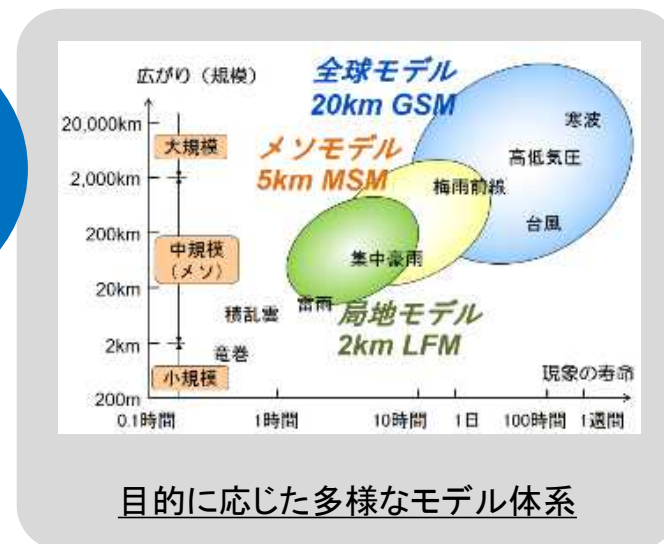 広がり（規模）
全球モデル
20km GSM
20,000km
寒波
大規模
メソモデル
高低気圧
2,000km
5km MSM
梅雨前線
200km
台風
中規模
（メソ）
集中豪雨
20km
雷雨
積乱雲
局地モデル
2km
竜巻
2km LFM
小規模
現象の寿命
200m
0.1時間 1時間 10時間 1日 100時間 1週間
目的に応じた多様なモデル体系